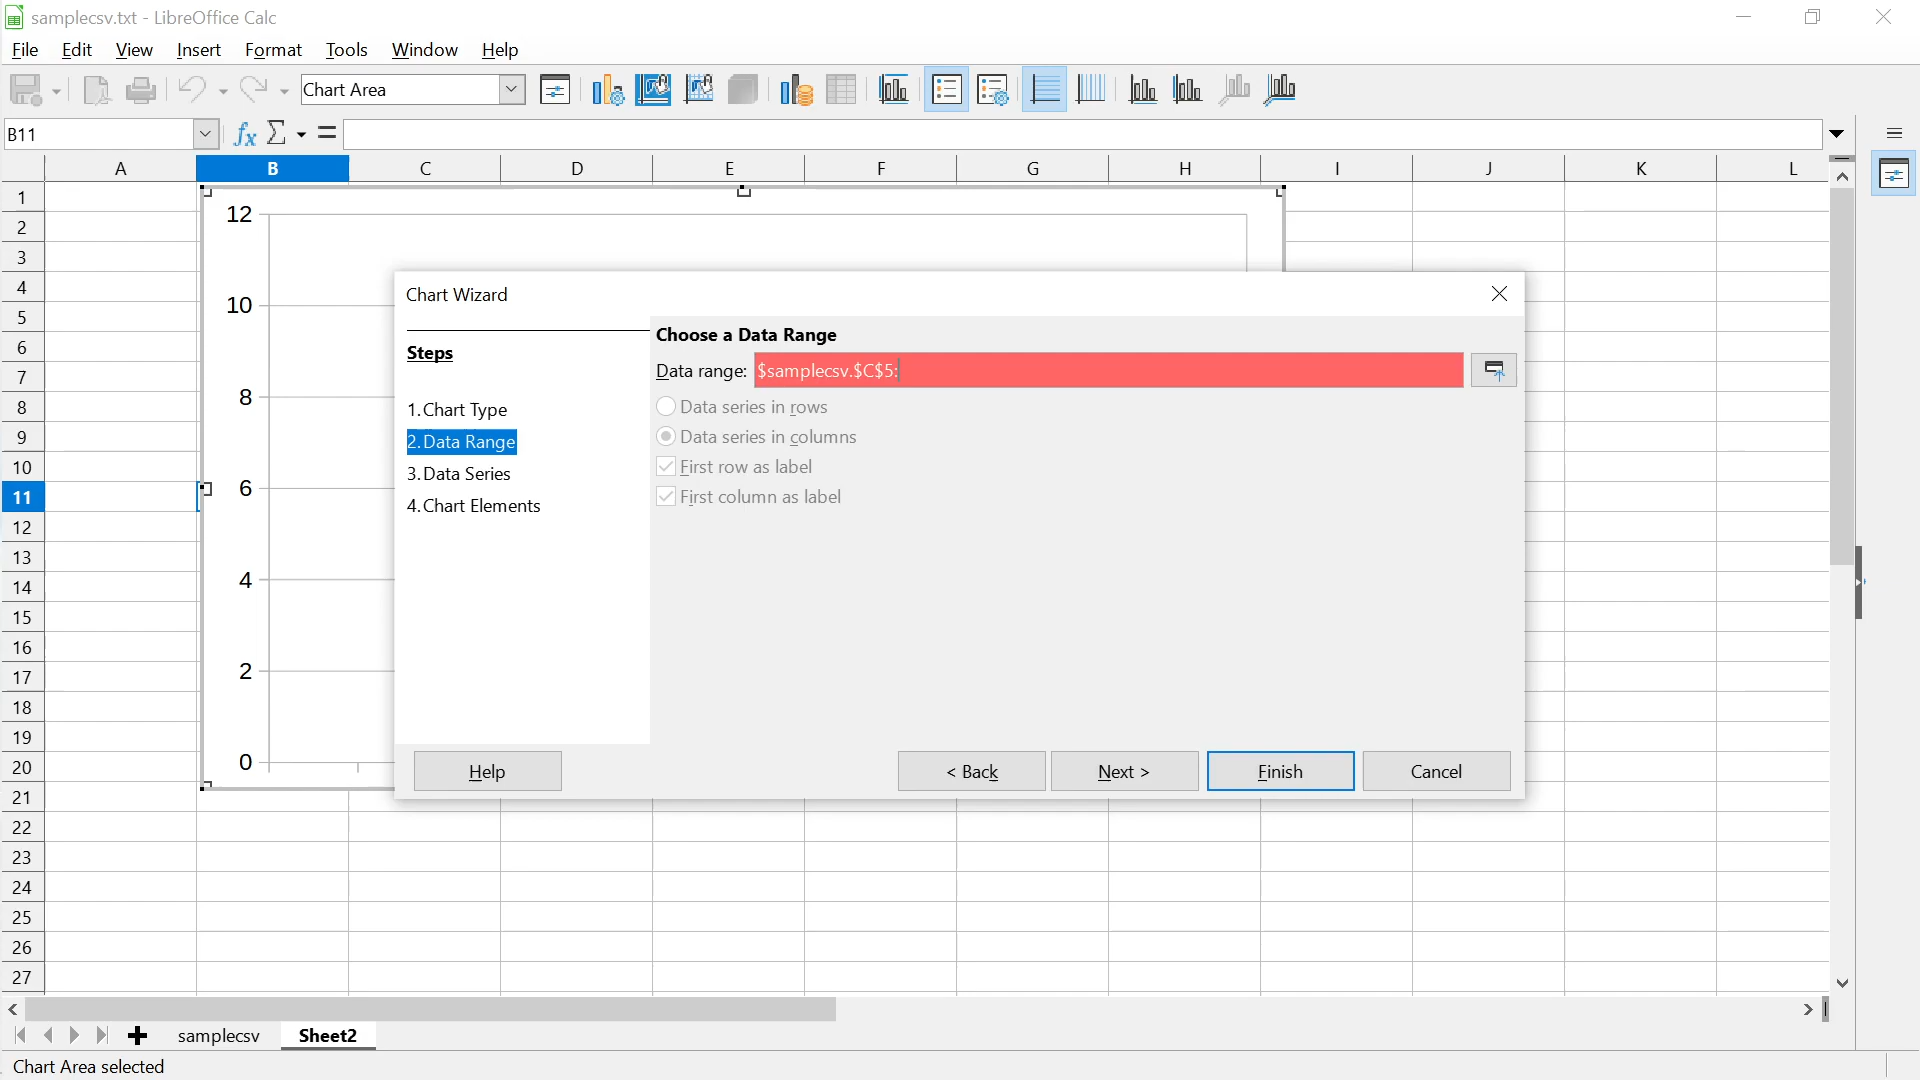 samplecsv.txt - LibreOffice Calc
File Edit View Insert Format Tools Window Help
Chart Area
B11
A B C D E F G H I J K L
1
2
3
4
5
6
7
8
9
10
11
12
13
14
15
16
17
18
19
20
21
22
23
24
25
26
27
12
10
8
6
4
2
0
Chart Wizard
Steps
1. Chart Type
2. Data Range
3. Data Series
4. Chart Elements
Choose a Data Range
Data range: $samplecsv.$C$5:
Data series in rows
Data series in columns
First row as label
First column as label
Help < Back Next > Finish Cancel
samplecsv Sheet2
Chart Area selected